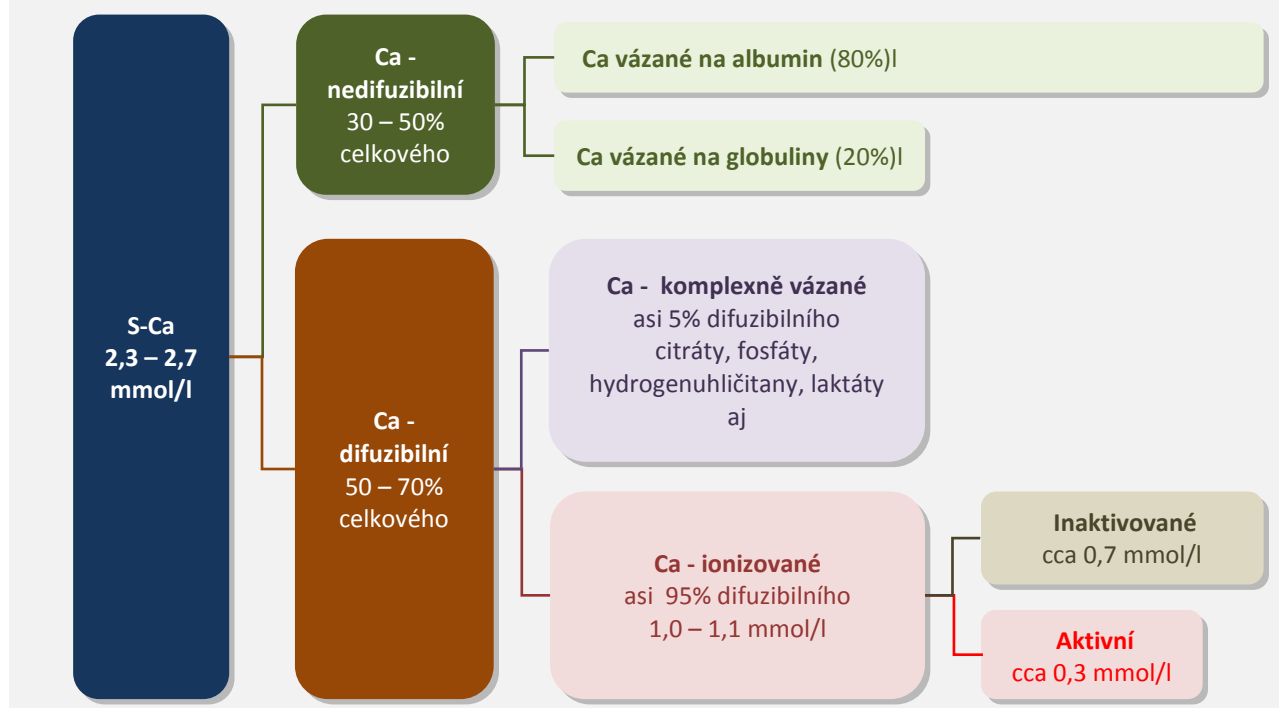 S-Ca
2,3 – 2,7
mmol/l
Ca -
nedifuzibilní
30 – 50%
celkového
Ca vázané na albumin (80%)l
Ca vázané na globuliny (20%)l
Ca -
difuzibilní
50 – 70%
celkového
Ca -  komplexně vázané
asi 5% difuzibilního
citráty, fosfáty,
hydrogenuhličitany, laktáty
aj
Ca - ionizované
asi  95% difuzibilního
1,0 – 1,1 mmol/l
Inaktivované
cca 0,7 mmol/l
Aktivní
cca 0,3 mmol/l